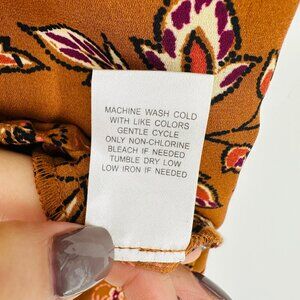 MACHINE WASH COLD
WITH LIKE COLORS
GENTLE CYCLE
ONLY NON-CHLORINE
BLEACH IF NEEDED
TUMBLE DRY LOW
LOW IRON IF NEEDED